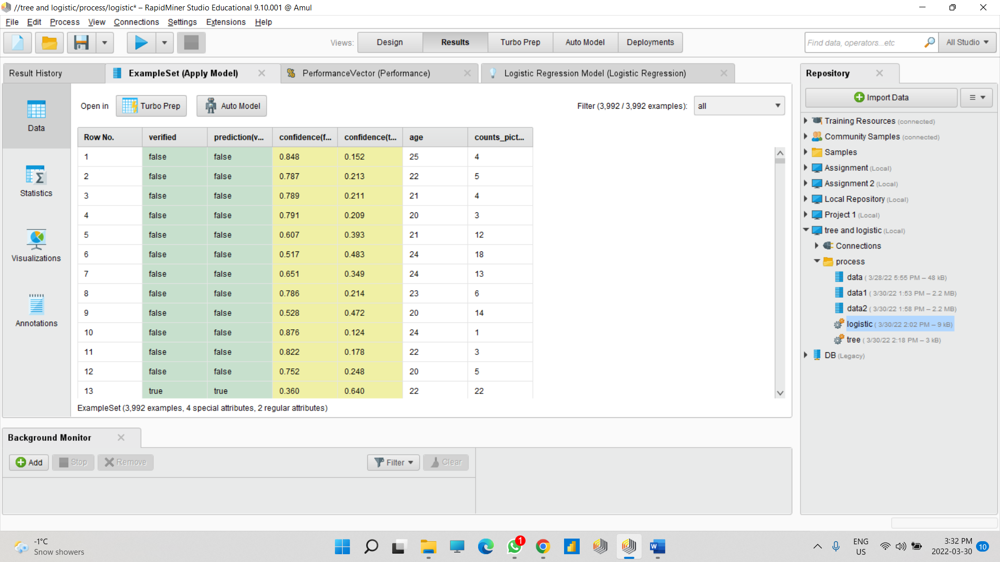 //tree and logistic/process/logistic* – RapidMiner Studio Educational 9.10.001 @ Amul
File Edit Process View Connections Settings Extensions Help
Views: Design Results Turbo Prep Auto Model Deployments Find data, operators...etc All Studio
Result History ExampleSet (Apply Model) PerformanceVector (Performance) Logistic Regression Model (Logistic Regression)
Open in Turbo Prep Auto Model Filter (3,992 / 3,992 examples): all
Data
Statistics
Visualizations
Annotations
Row No. verified prediction(v... confidence(f... confidence(t... age counts_pict...
1 false false 0.848 0.152 25 4
2 false false 0.787 0.213 22 5
3 false false 0.789 0.211 21 4
4 false false 0.791 0.209 20 3
5 false false 0.607 0.393 21 12
6 false false 0.517 0.483 24 18
7 false false 0.651 0.349 24 13
8 false false 0.786 0.214 23 6
9 false false 0.528 0.472 20 14
10 false false 0.876 0.124 24 1
11 false false 0.822 0.178 22 3
12 false false 0.752 0.248 20 5
13 true true 0.360 0.640 22 22
ExampleSet (3,992 examples, 4 special attributes, 2 regular attributes)
Repository
Import Data
Training Resources (connected)
Community Samples (connected)
Samples
Assignment (Local)
Assignment 2 (Local)
Local Repository (Local)
Project 1 (Local)
tree and logistic (Local)
Connections
process
data ( 3/28/22 5:55 PM – 48 kB)
data1 ( 3/30/22 1:53 PM – 2.2 MB)
data2 ( 3/30/22 1:58 PM – 2.2 MB)
logistic ( 3/30/22 2:02 PM – 9 kB)
tree ( 3/30/22 2:18 PM – 3 kB)
DB (Legacy)
Background Monitor
Add Stop Remove Filter Clear
-1°C
Snow showers
1
ENG
US
3:32 PM
2022-03-30
10